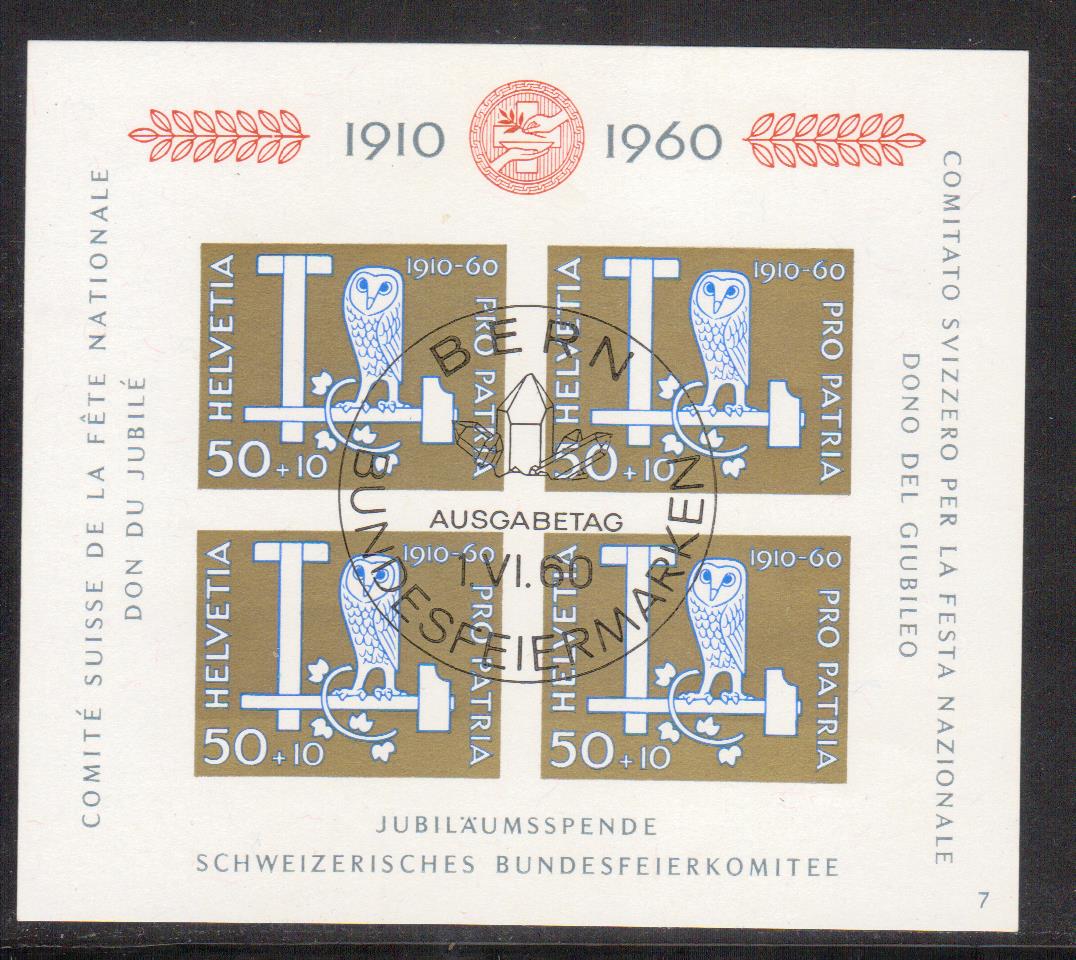 1910 1960
COMITÉ SUISSE DE LA FÊTE NATIONALE
DON DU JUBILÉ
COMITATO SVIZZERO PER LA FESTA NAZIONALE
DONO DEL GIUBILEO
HELVETIA
1910-60
PRO PATRIA
50+10
HELVETIA
1910-60
PRO PATRIA
50+10
BERN
AUSGABETAG
1.VI.60
BUNDESFEIERMARKEN
HELVETIA
1910-60
PRO PATRIA
50+10
HELVETIA
1910-60
PRO PATRIA
50+10
JUBILÄUMSSPENDE
SCHWEIZERISCHES BUNDESFEIERKOMITEE
7